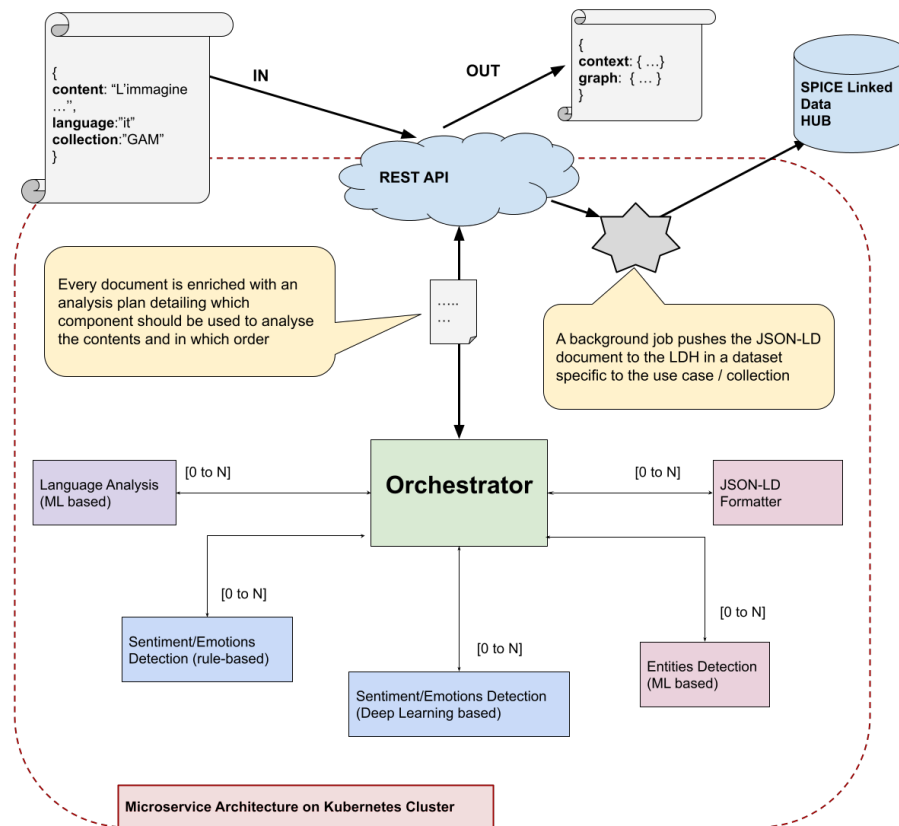 {
content: “L’immagine
…”,
language:”it”
collection:”GAM”
}
IN
OUT
{
context: { …}
graph:  { … }
}
SPICE Linked
Data
HUB
REST API
Every document is enriched with an
analysis plan detailing which
component should be used to analyse
the contents and in which order
…..
…
A background job pushes the JSON-LD
document to the LDH in a dataset
specific to the use case / collection
Language Analysis
(ML based)
[0 to N]
Orchestrator
[0 to N]
JSON-LD
Formatter
[0 to N]
Sentiment/Emotions
Detection (rule-based)
[0 to N]
Sentiment/Emotions Detection
(Deep Learning based)
[0 to N]
Entities Detection
(ML based)
Microservice Architecture on Kubernetes Cluster